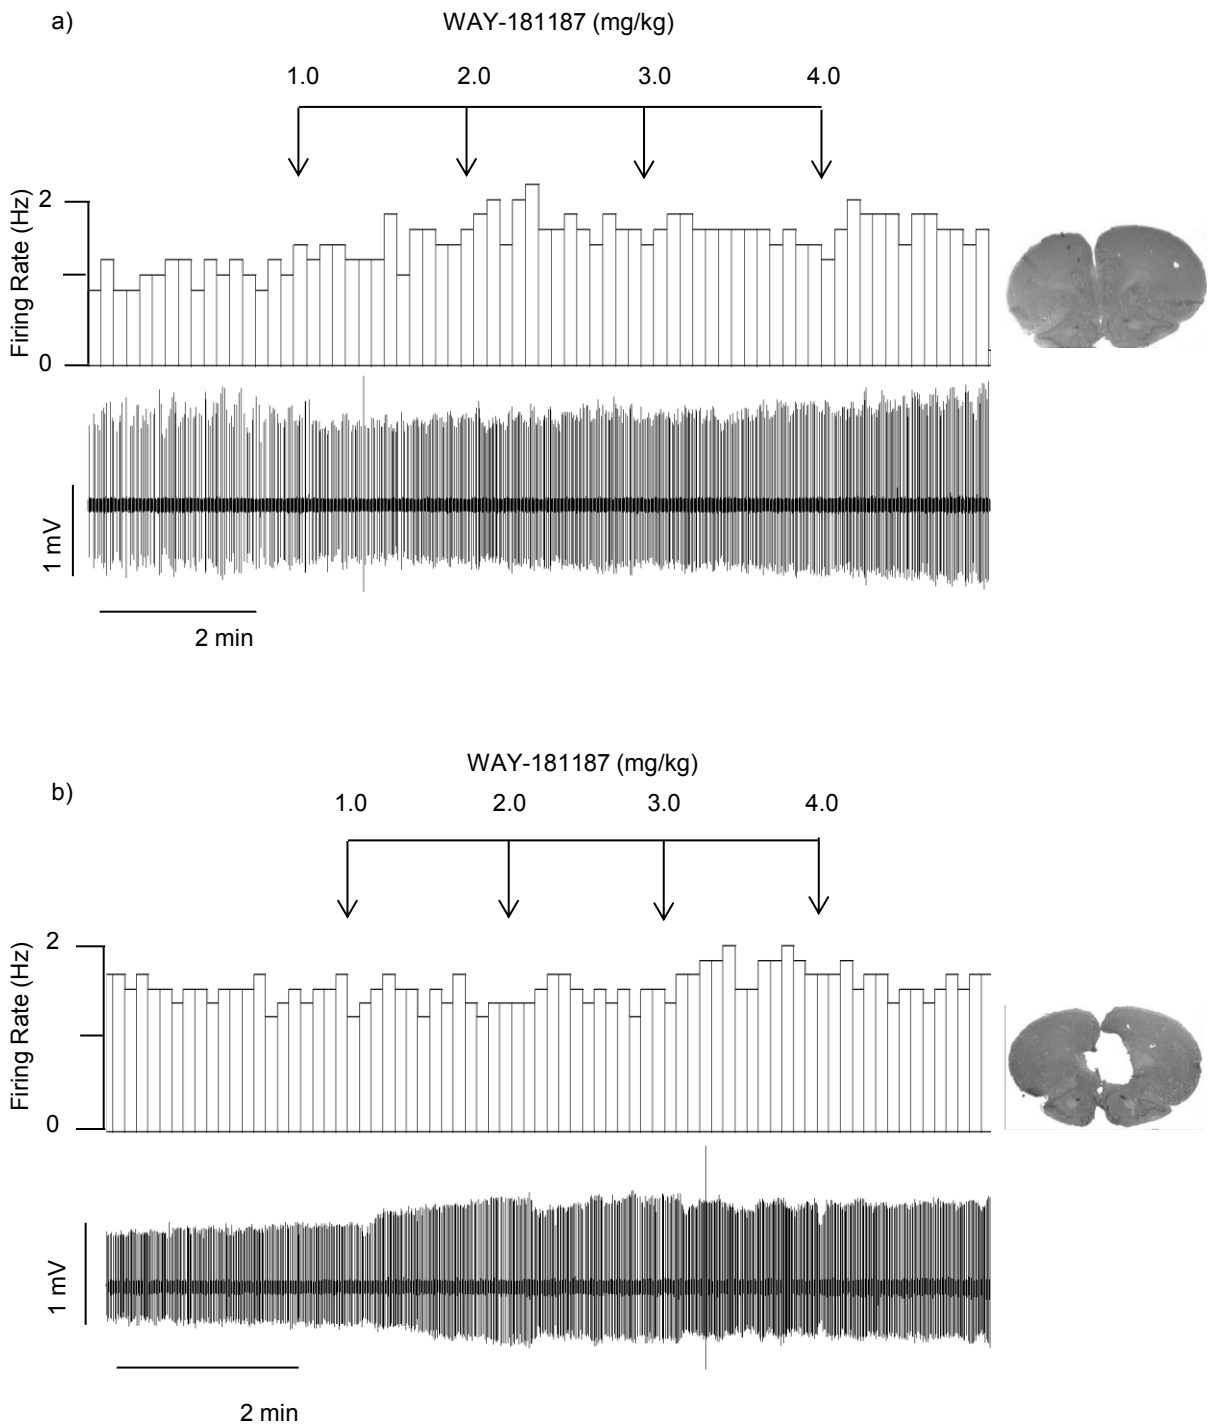 a)
WAY-181187 (mg/kg)
1.0 2.0 3.0 4.0
Firing Rate (Hz)
2
0
1 mV
2 min
WAY-181187 (mg/kg)
b)
1.0 2.0 3.0 4.0
Firing Rate (Hz)
2
0
1 mV
2 min